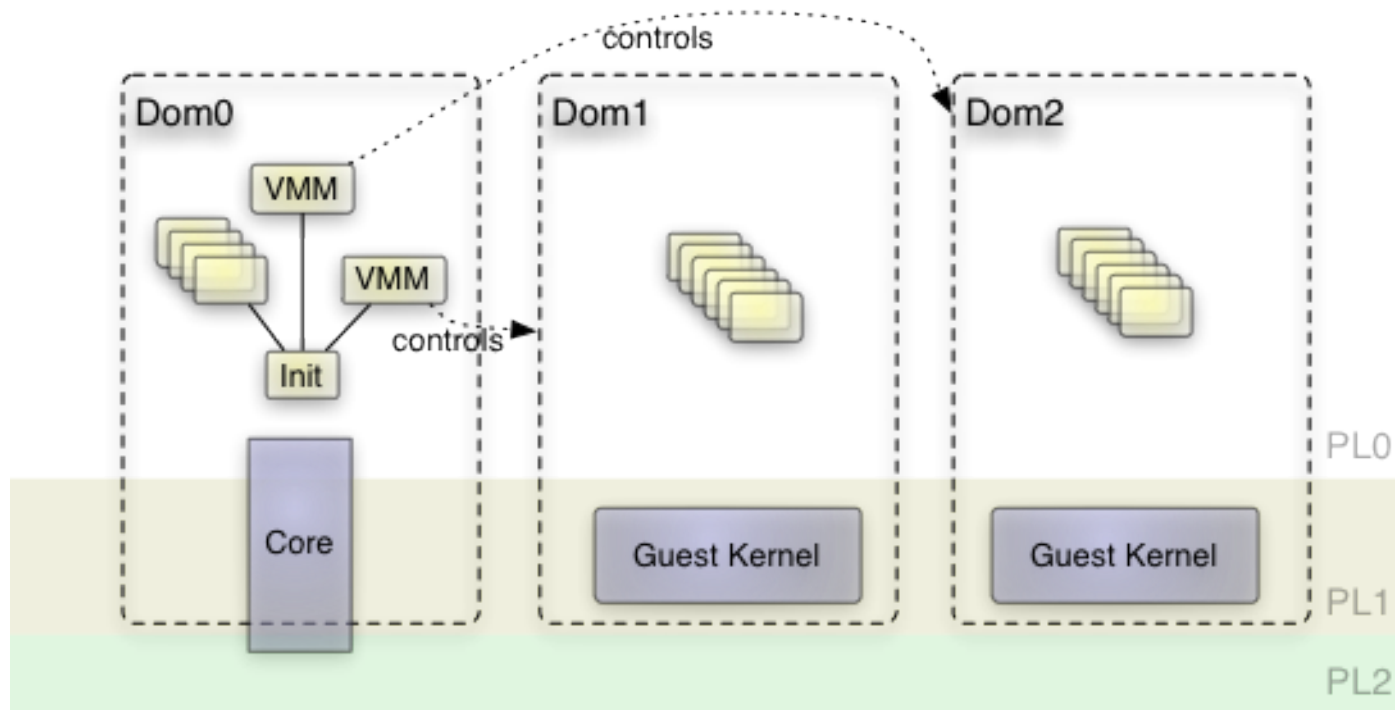 controls
Dom0
Dom1
Dom2
VMM
VMM
controls
Init
PL0
Core
Guest Kernel
Guest Kernel
PL1
PL2